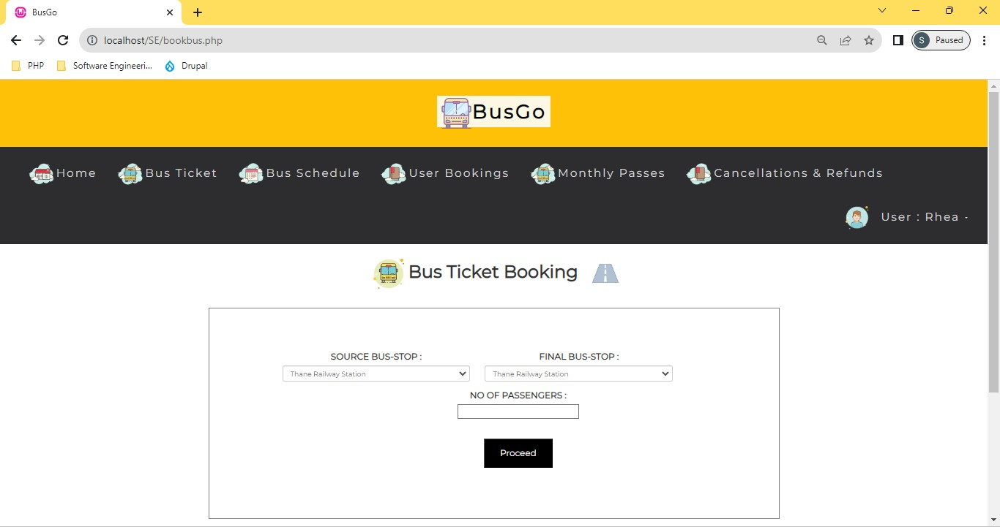 BusGo
localhost/SE/bookbus.php
S Paused
PHP Software Engineeri... Drupal
BusGo
Home Bus Ticket Bus Schedule User Bookings Monthly Passes Cancellations & Refunds
User : Rhea -
Bus Ticket Booking
SOURCE BUS-STOP : FINAL BUS-STOP :
Thane Railway Station Thane Railway Station
NO OF PASSENGERS :
Proceed